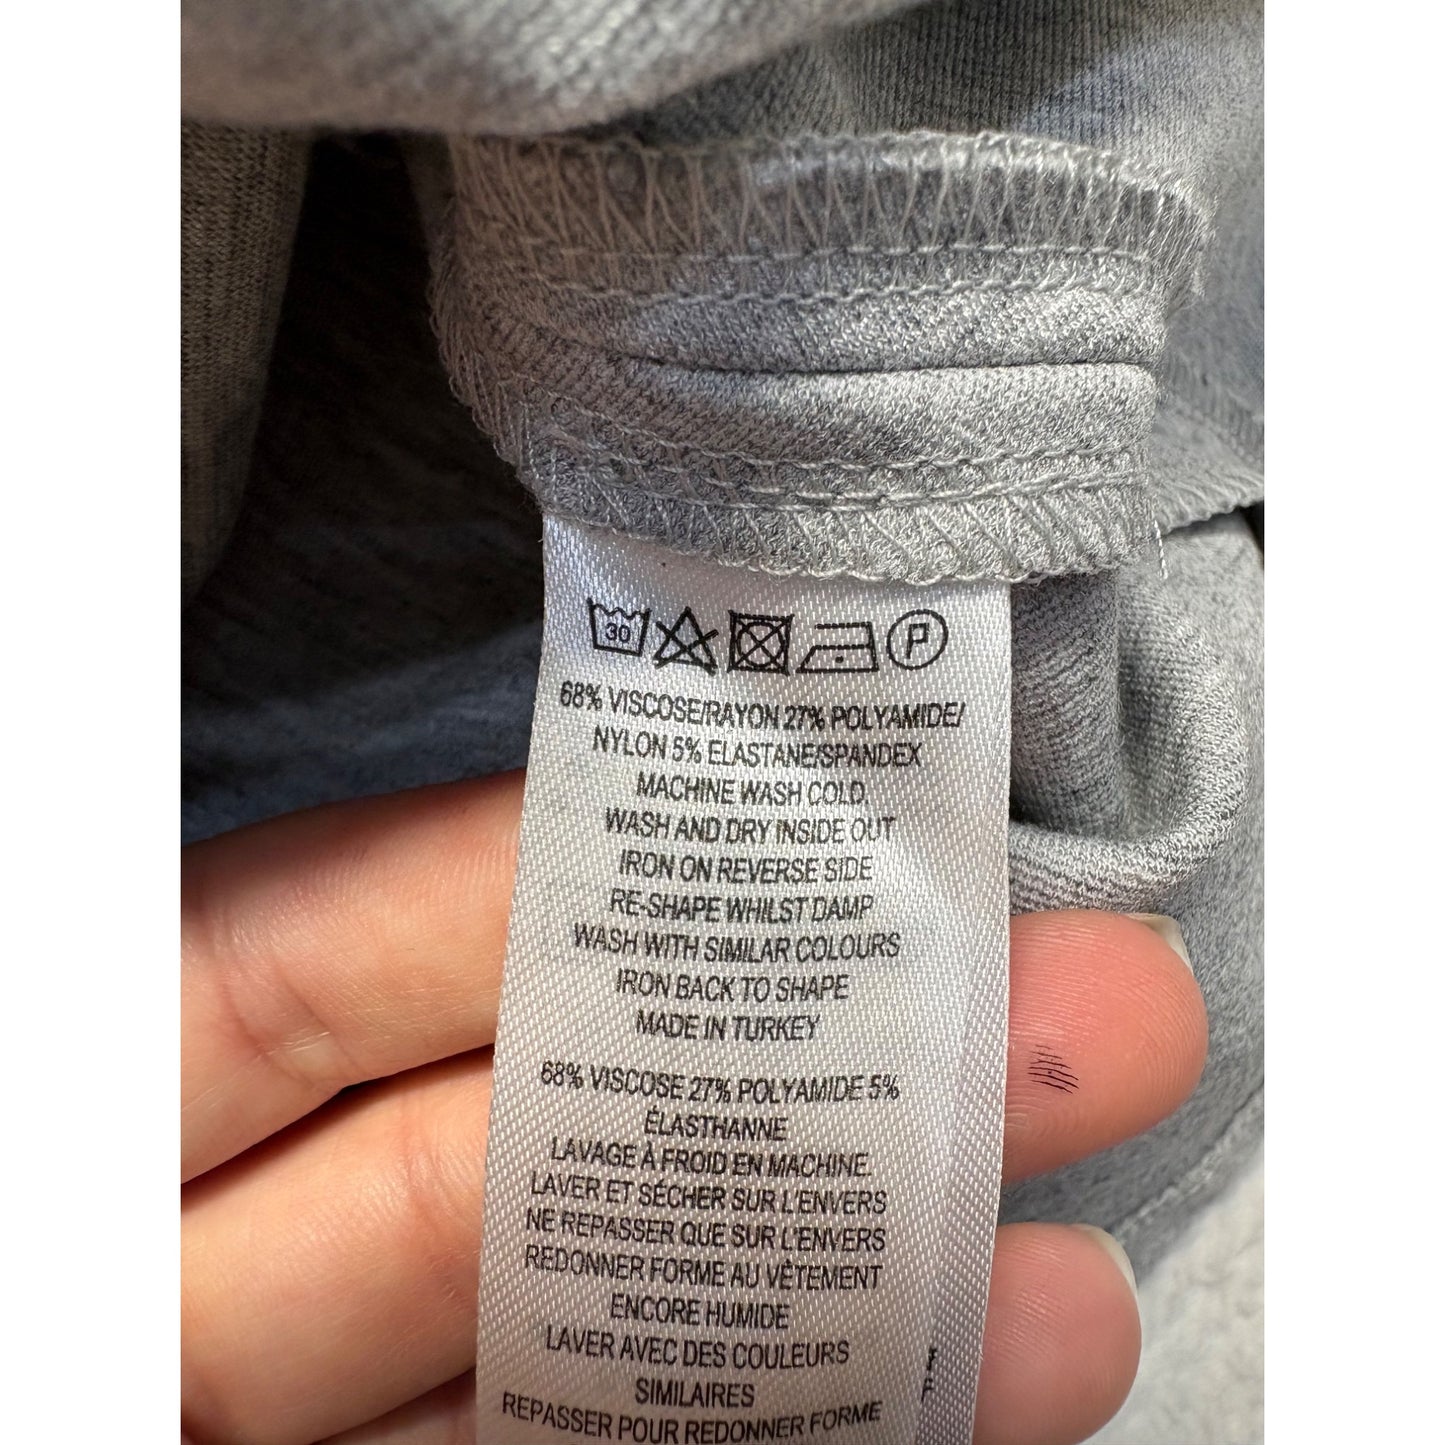 30 P
68% VISCOSE/RAYON 27% POLYAMIDE/
NYLON 5% ELASTANE/SPANDEX
MACHINE WASH COLD.
WASH AND DRY INSIDE OUT
IRON ON REVERSE SIDE
RE-SHAPE WHILST DAMP
WASH WITH SIMILAR COLOURS
IRON BACK TO SHAPE
MADE IN TURKEY
68% VISCOSE 27% POLYAMIDE 5%
ÉLASTHANNE
LAVAGE À FROID EN MACHINE.
LAVER ET SÉCHER SUR L'ENVERS
NE REPASSER QUE SUR L'ENVERS
REDONNER FORME AU VÊTEMENT
ENCORE HUMIDE
LAVER AVEC DES COULEURS
SIMILAIRES
REPASSER POUR REDONNER FORME